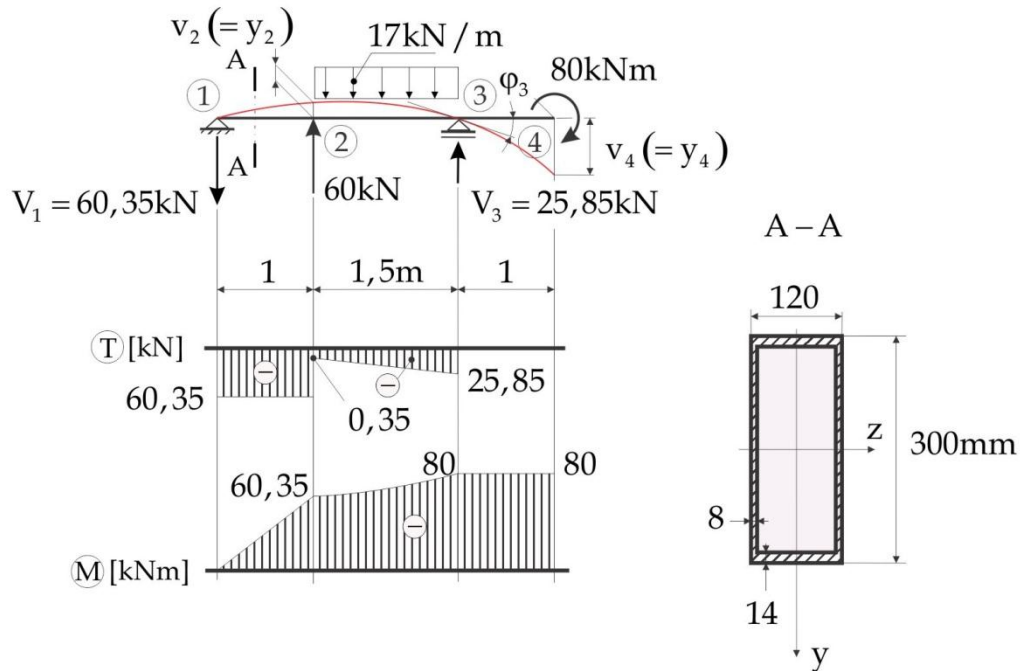 v₂ (= y₂)
17kN / m
A
80kNm
1
3
φ₃
2
4
A
v₄ (= y₄)
60kN
V₁ = 60,35kN
V₃ = 25,85kN
A – A
1
1,5m
1
120
T [kN]
–
–
60,35
25,85
0,35
z
300mm
80
80
60,35
8
–
M [kNm]
14
y